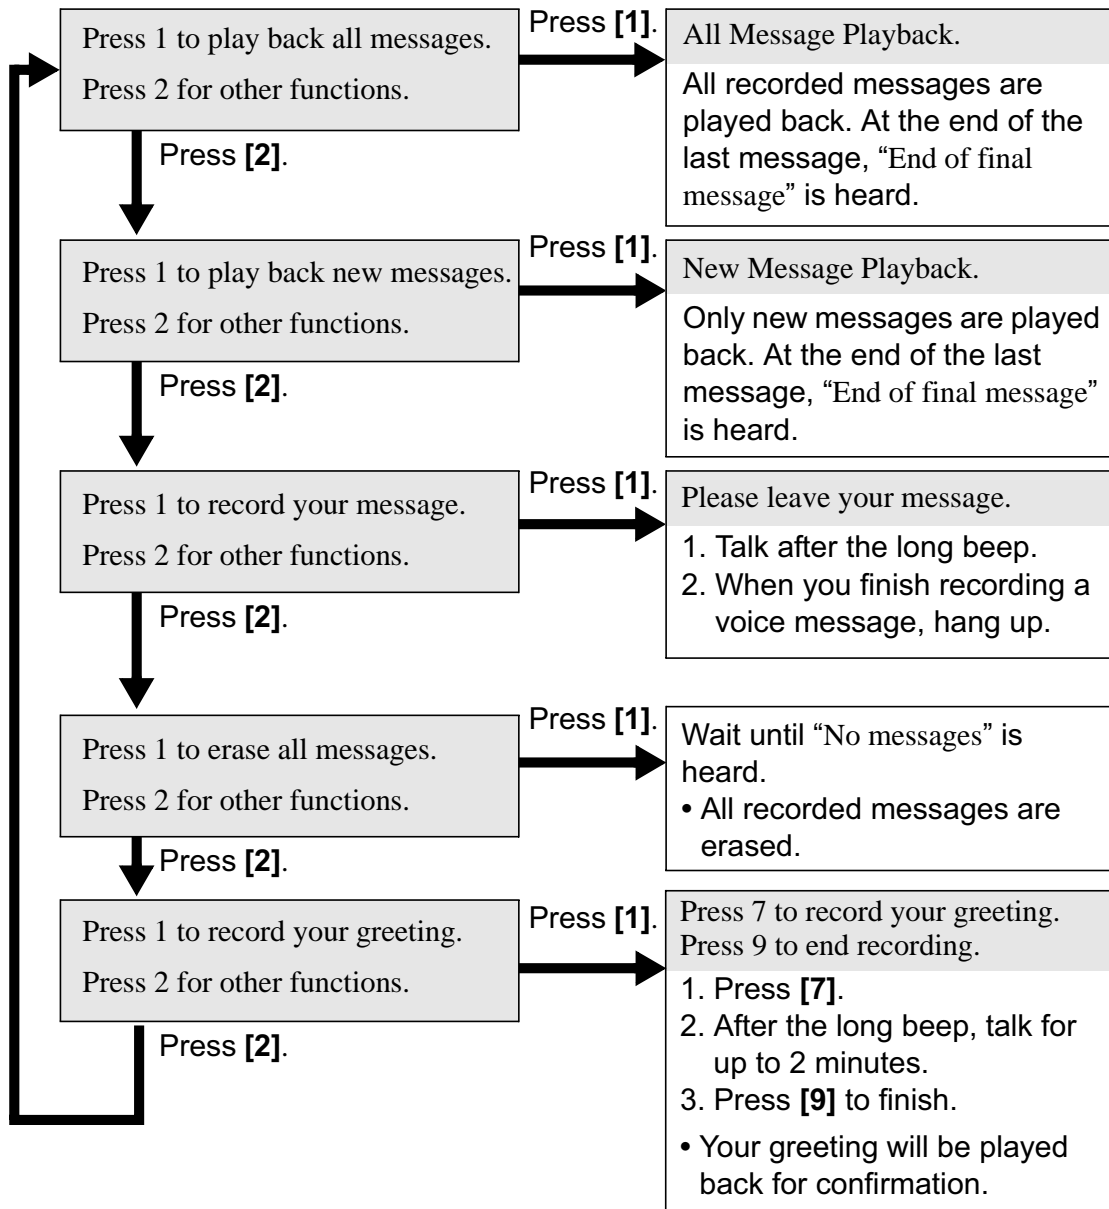 Press 1 to play back all messages.
Press 2 for other functions.
Press [1].
All Message Playback.
All recorded messages are
played back. At the end of the
last message, “End of final
message” is heard.
Press [2].
Press 1 to play back new messages.
Press 2 for other functions.
Press [1].
New Message Playback.
Only new messages are played
back. At the end of the last
message, “End of final message”
is heard.
Press [2].
Press 1 to record your message.
Press 2 for other functions.
Press [1].
Please leave your message.
1. Talk after the long beep.
2. When you finish recording a
voice message, hang up.
Press [2].
Press 1 to erase all messages.
Press 2 for other functions.
Press [1].
Wait until “No messages” is
heard.
• All recorded messages are
erased.
Press [2].
Press 1 to record your greeting.
Press 2 for other functions.
Press [1].
Press 7 to record your greeting.
Press 9 to end recording.
1. Press [7].
2. After the long beep, talk for
up to 2 minutes.
3. Press [9] to finish.
• Your greeting will be played
back for confirmation.
Press [2].